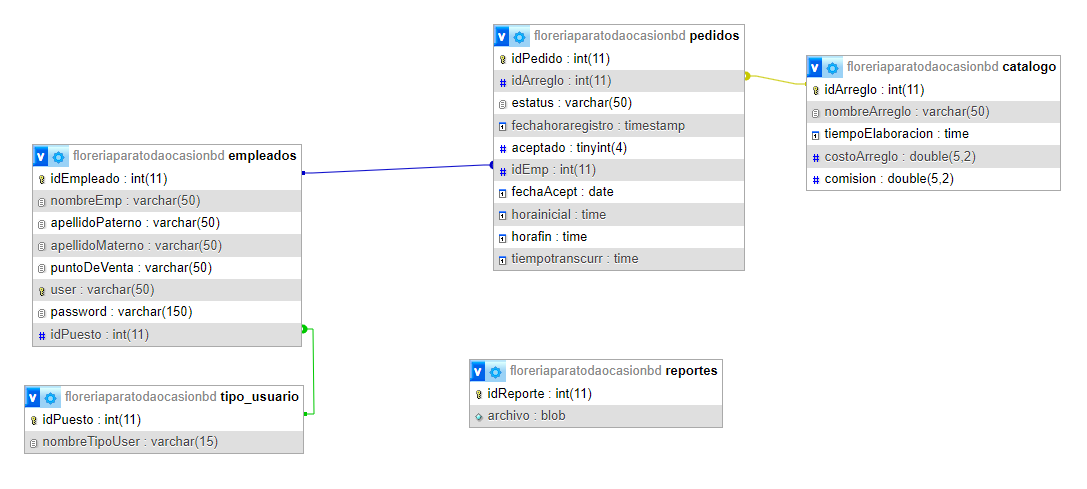 floreriaparatodaocasionbd pedidos
idPedido : int(11)
idArreglo : int(11)
estatus : varchar(50)
fechahoraregistro : timestamp
aceptado : tinyint(4)
idEmp : int(11)
fechaAcept : date
horainicial : time
horafin : time
tiempotranscurr : time
floreriaparatodaocasionbd catalogo
idArreglo : int(11)
nombreArreglo : varchar(50)
tiempoElaboracion : time
costoArreglo : double(5,2)
comision : double(5,2)
floreriaparatodaocasionbd empleados
idEmpleado : int(11)
nombreEmp : varchar(50)
apellidoPaterno : varchar(50)
apellidoMaterno : varchar(50)
puntoDeVenta : varchar(50)
user : varchar(50)
password : varchar(150)
idPuesto : int(11)
floreriaparatodaocasionbd tipo_usuario
idPuesto : int(11)
nombreTipoUser : varchar(15)
floreriaparatodaocasionbd reportes
idReporte : int(11)
archivo : blob